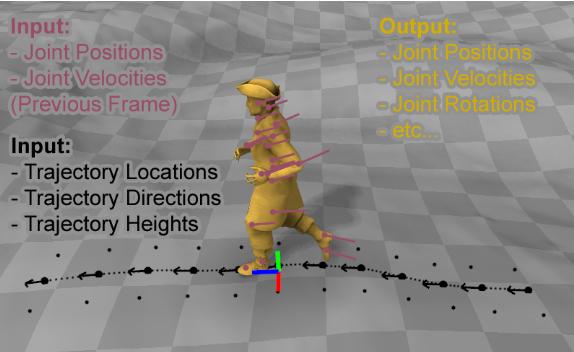 Input:
- Joint Positions
- Joint Velocities
(Previous Frame)
Input:
- Trajectory Locations
- Trajectory Directions
- Trajectory Heights
Output:
- Joint Positions
- Joint Velocities
- Joint Rotations
- etc...